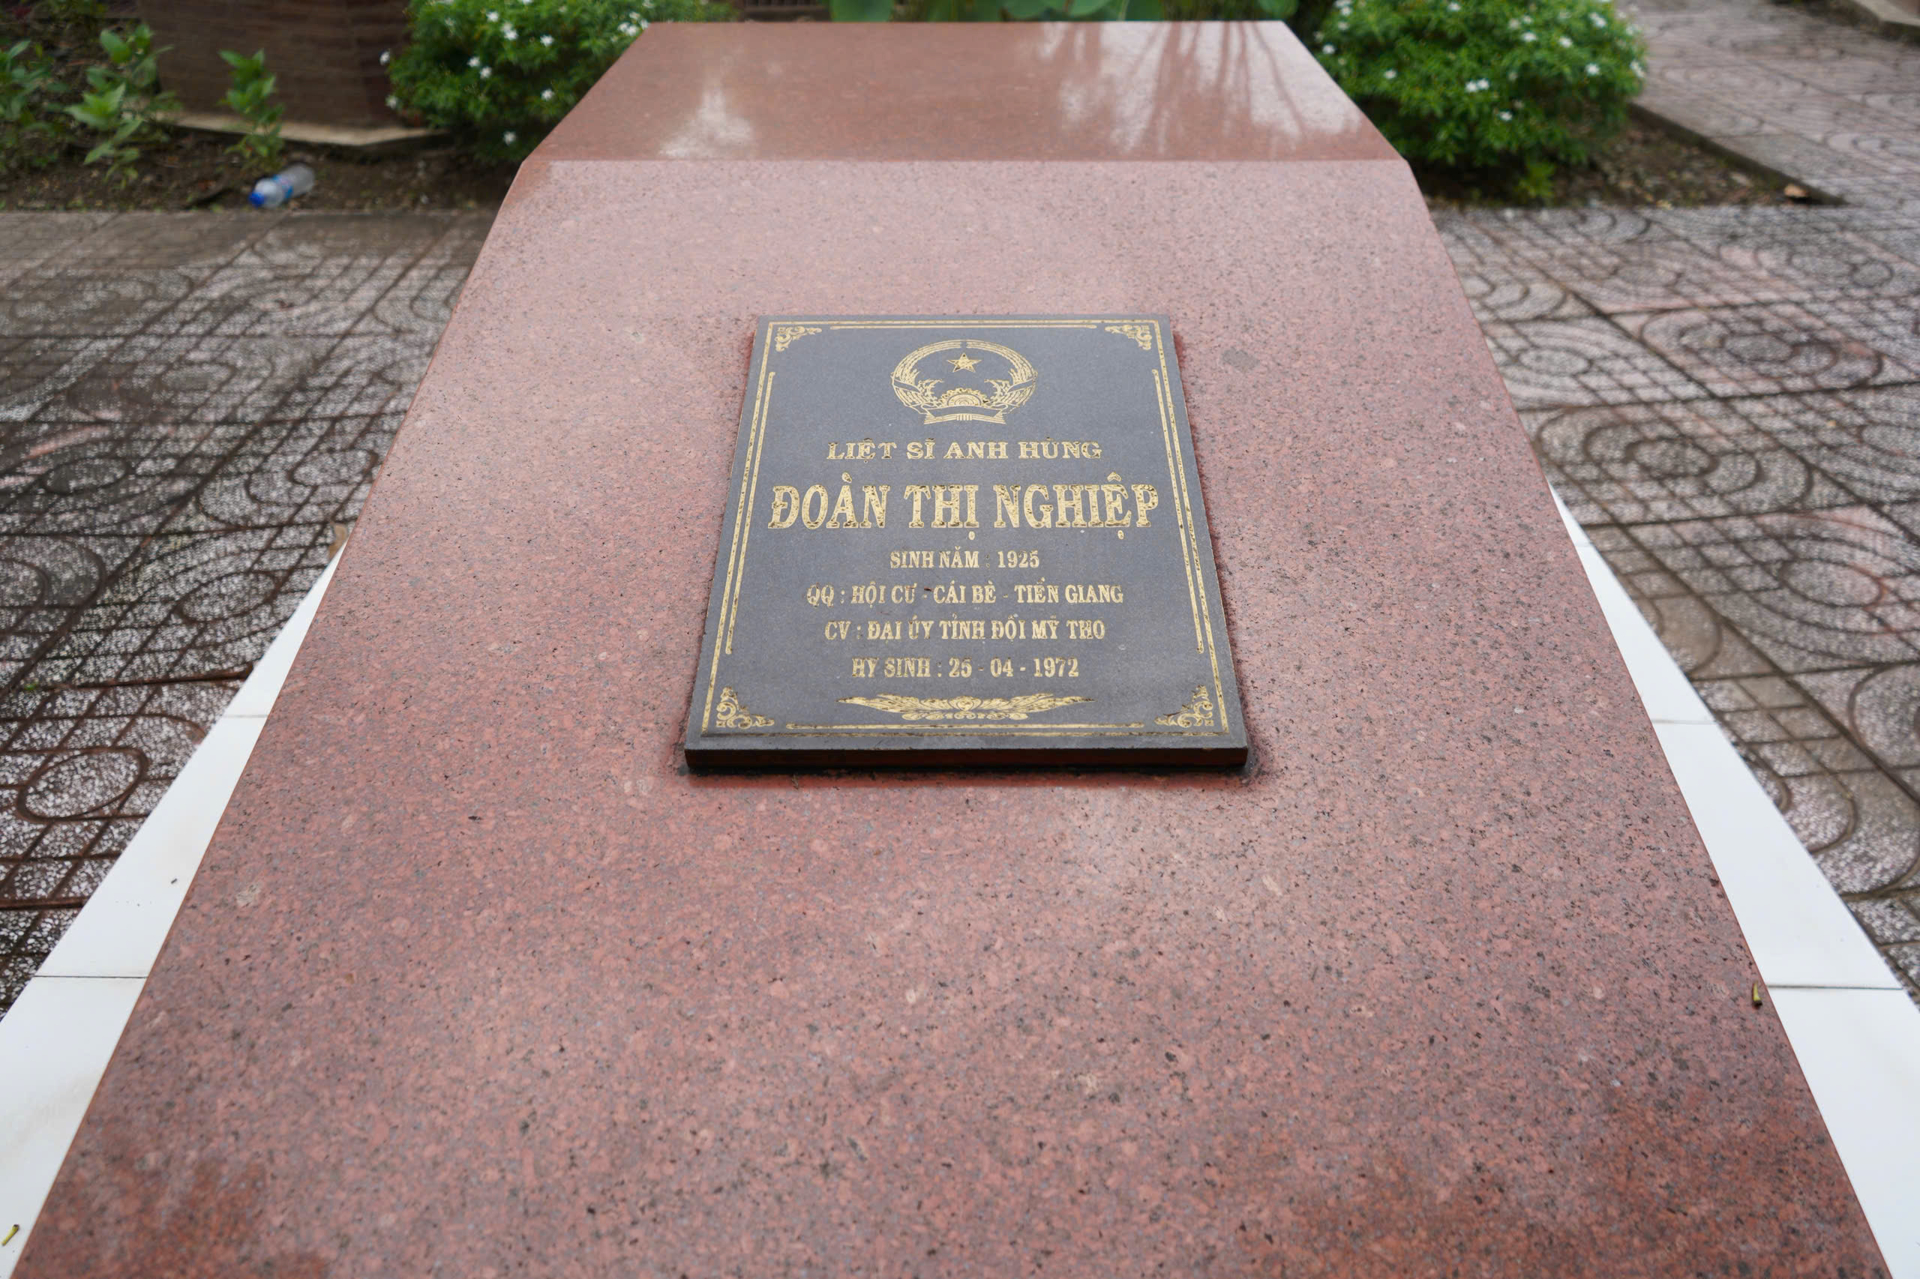 LIỆT SĨ ANH HÙNG
ĐOÀN THỊ NGHIỆP
SINH NĂM : 1925
QQ : HỘI CƯ - CÁI BÈ - TIỀN GIANG
CV : ĐẠI ÚY TỈNH ĐỘI MỸ THO
HY SINH : 25 - 04 - 1972